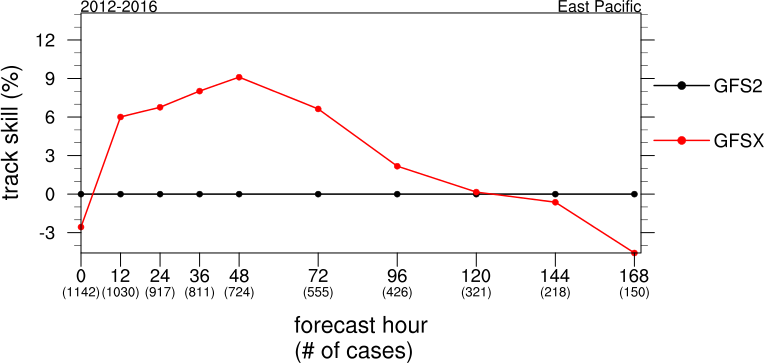 2012-2016 East Pacific
12
9
6
3
0
-3
track skill (%)
GFS2
GFSX
0 12 24 36 48 72 96 120 144 168
(1142) (1030) (917) (811) (724) (555) (426) (321) (218) (150)
forecast hour
(# of cases)